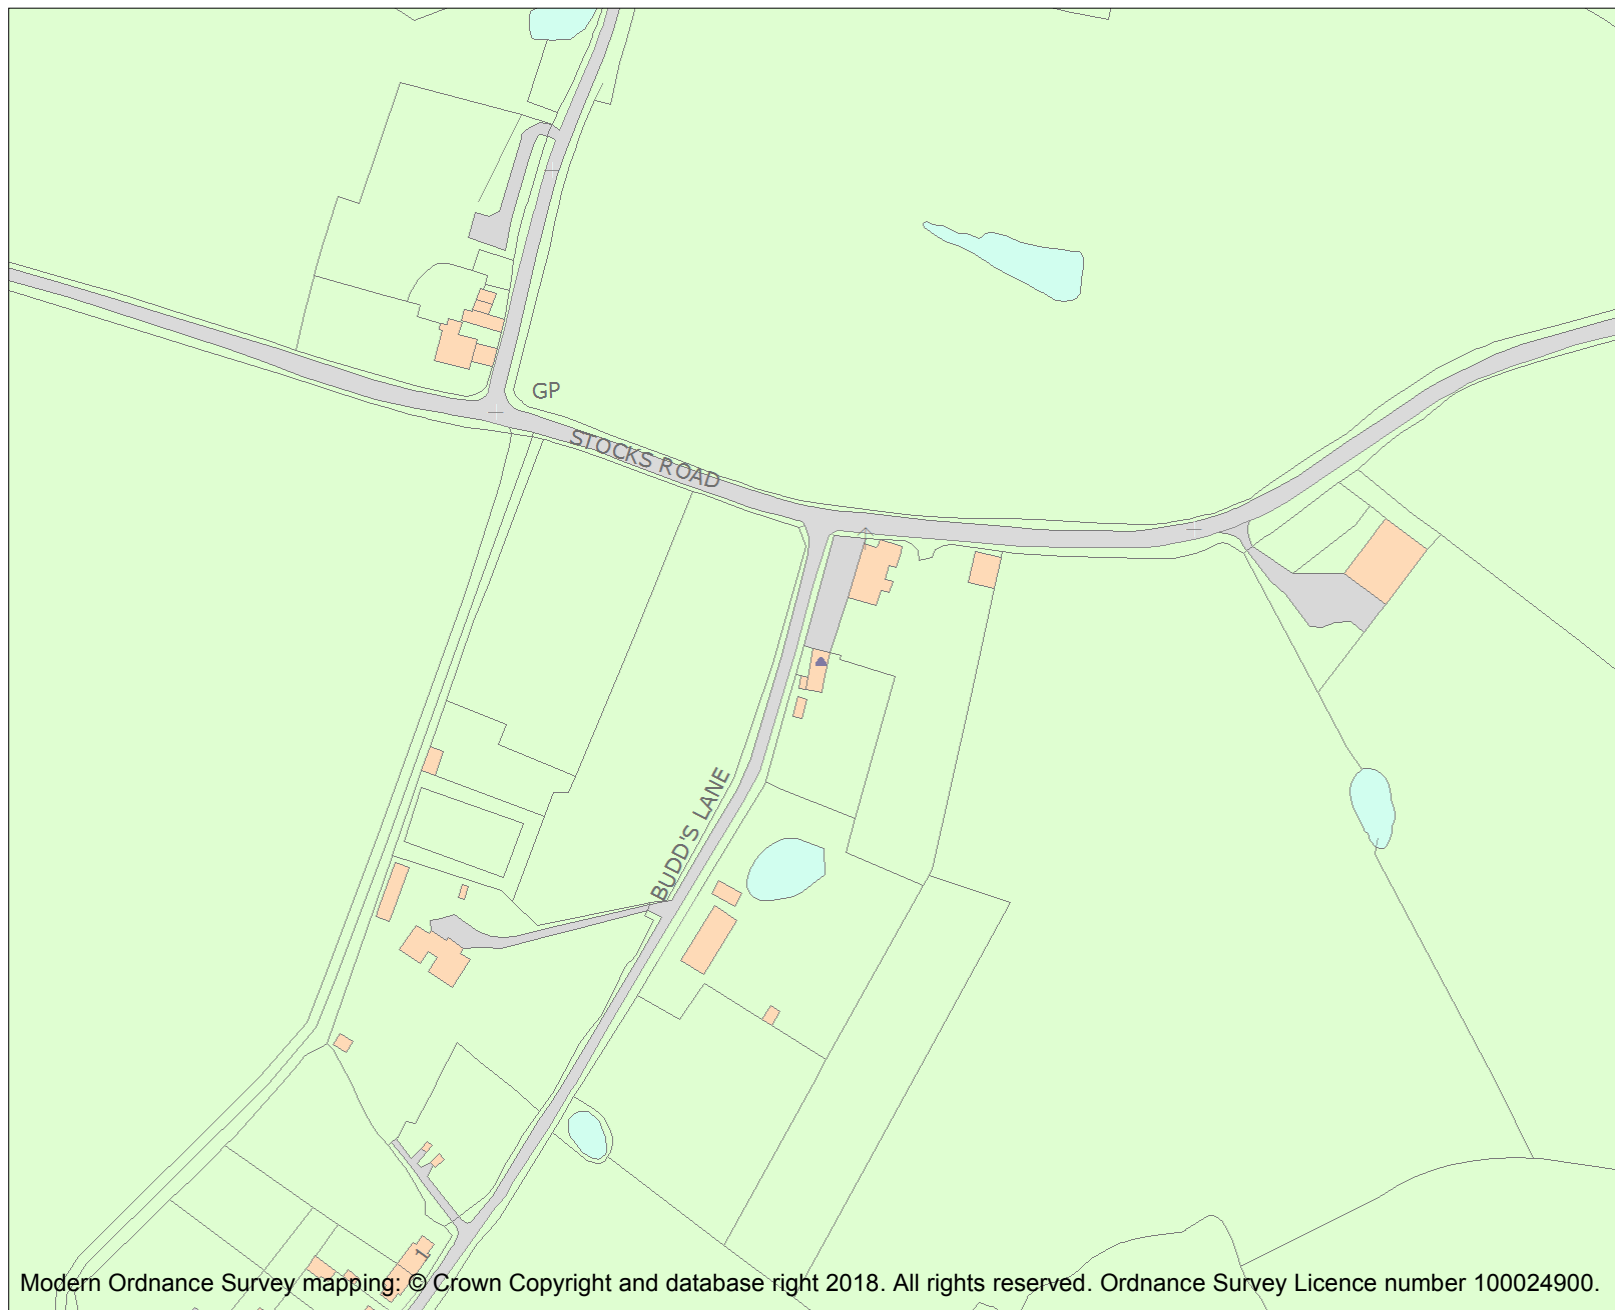 GP
STOCKS ROAD
BUDD'S LANE
1
Modern Ordnance Survey mapping: © Crown Copyright and database right 2018. All rights reserved. Ordnance Survey Licence number 100024900.